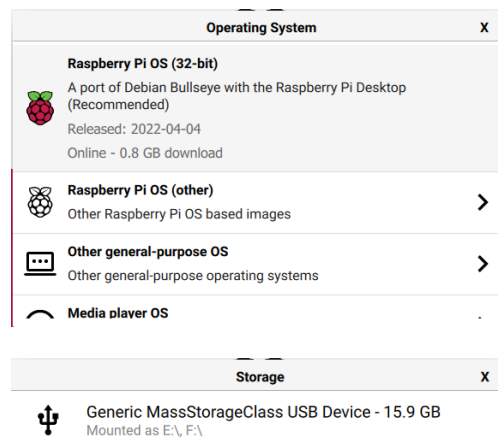 Operating System X
Raspberry Pi OS (32-bit)
A port of Debian Bullseye with the Raspberry Pi Desktop
(Recommended)
Released: 2022-04-04
Online - 0.8 GB download
Raspberry Pi OS (other)
Other Raspberry Pi OS based images
Other general-purpose OS
Other general-purpose operating systems
Media player OS
Storage X
Generic MassStorageClass USB Device - 15.9 GB
Mounted as E:\, F:\